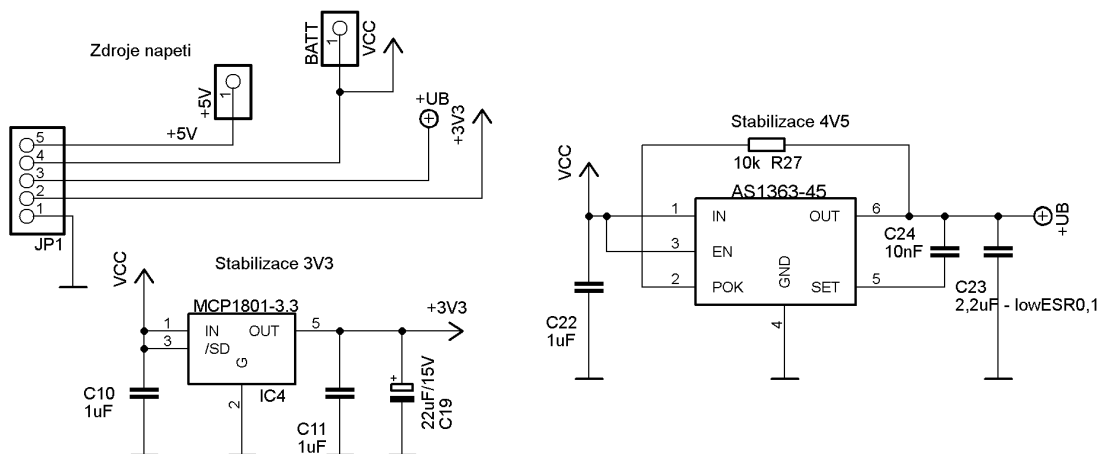 Zdroje napeti
BATT
1
VCC
+5V
1
+UB
+3V3
5
+5V
4
3
2
1
JP1
VCC
Stabilizace 3V3
MCP1801-3.3
1
IN
OUT
5
+3V3
3
/SD
G
IC4
2
C10
1uF
C11
1uF
+
22uF/15V
C19
Stabilizace 4V5
10k R27
VCC
AS1363-45
1
IN
OUT
6
+UB
3
EN
C24
10nF
2
POK
GND
SET
5
C23
2,2uF - lowESR0,1
4
C22
1uF